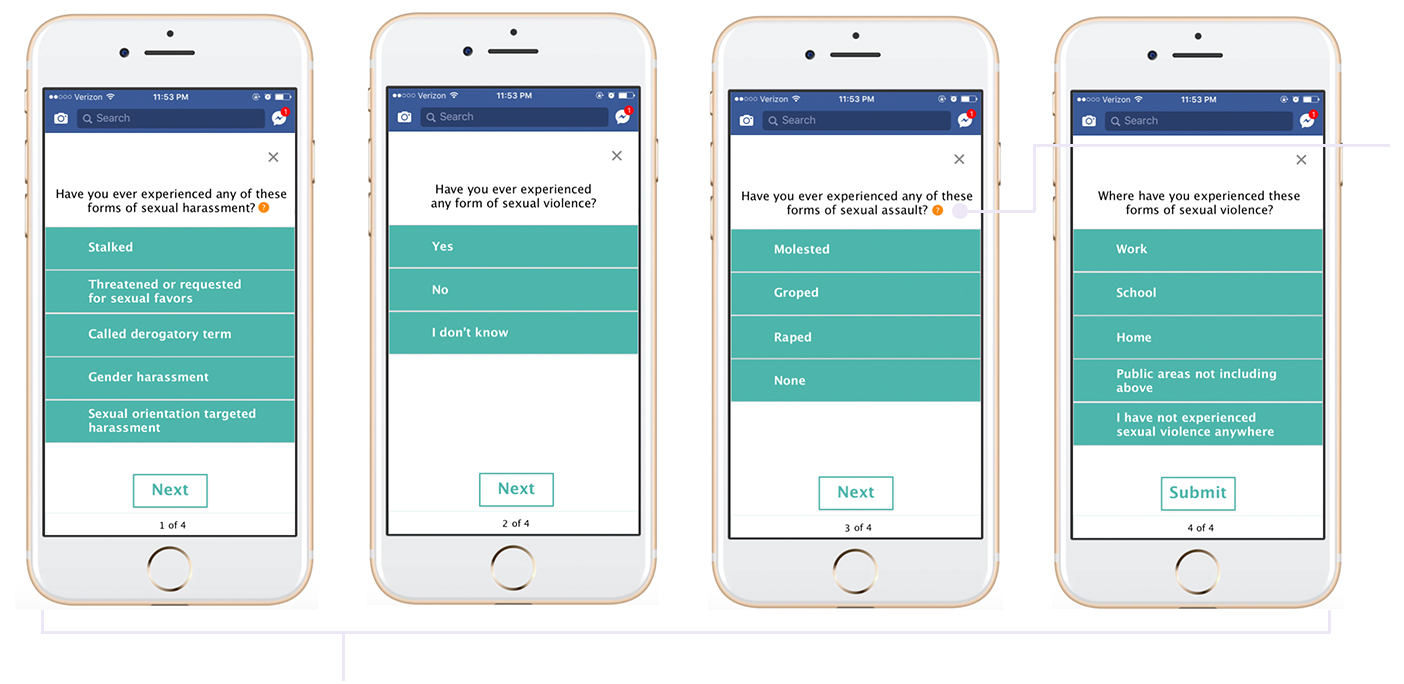 Verizon 11:53 PM
Search 1
Have you ever experienced any of these
forms of sexual harassment? ?
Stalked
Threatened or requested
for sexual favors
Called derogatory term
Gender harassment
Sexual orientation targeted
harassment
Next
1 of 4
Verizon 11:53 PM
Search 1
Have you ever experienced
any form of sexual violence?
Yes
No
I don't know
Next
2 of 4
Verizon 11:53 PM
Search 1
Have you ever experienced any of these
forms of sexual assault? ?
Molested
Groped
Raped
None
Next
3 of 4
Verizon 11:53 PM
Search 1
Where have you experienced these
forms of sexual violence?
Work
School
Home
Public areas not including
above
I have not experienced
sexual violence anywhere
Submit
4 of 4